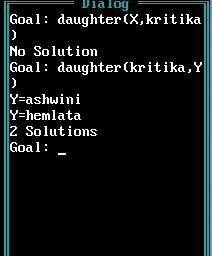 Dialog
Goal: daughter(X,kritika
)
No Solution
Goal: daughter(kritika,Y
)
Y=ashwini
Y=hemlata
2 Solutions
Goal: _